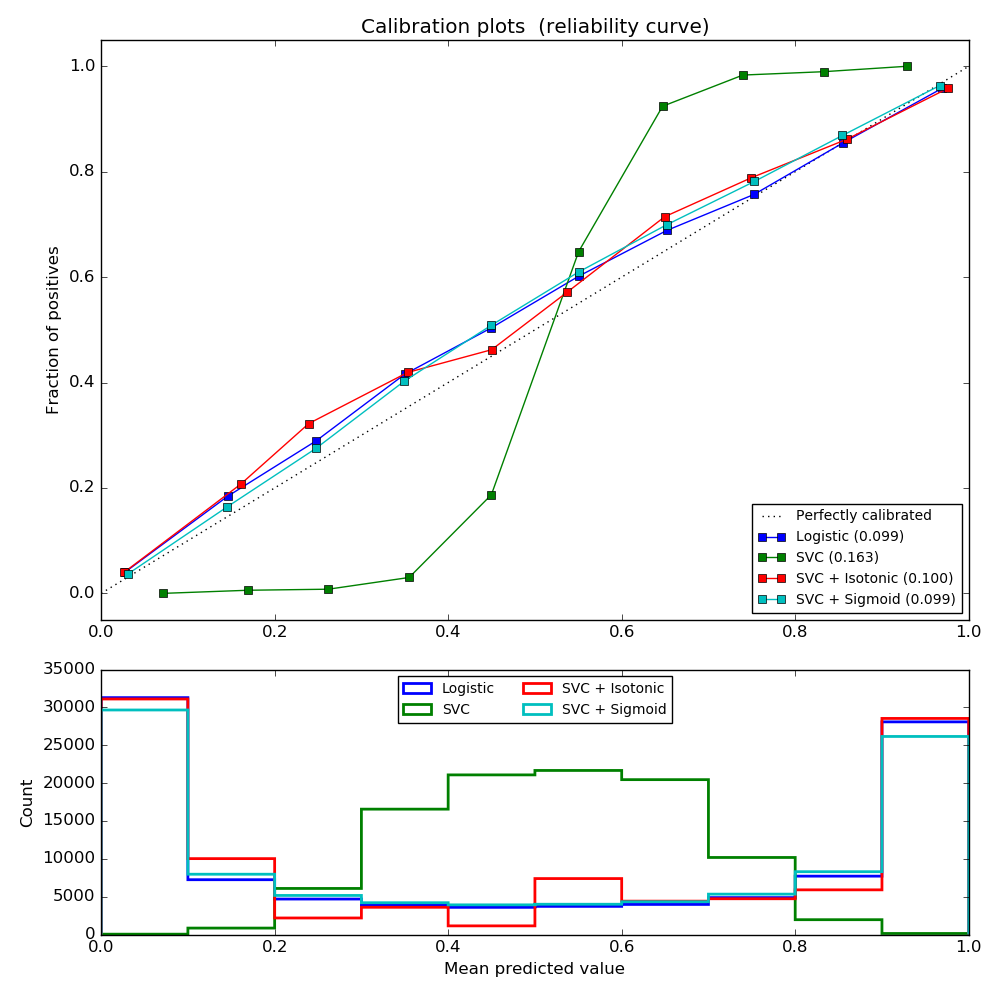 Calibration plots  (reliability curve)
1.0
0.8
0.6
0.4
0.2
0.0
Fraction of positives
Perfectly calibrated
Logistic (0.099)
SVC (0.163)
SVC + Isotonic (0.100)
SVC + Sigmoid (0.099)
0.0 0.2 0.4 0.6 0.8 1.0
35000
30000
25000
20000
15000
10000
5000
0
Count
Logistic SVC + Isotonic
SVC SVC + Sigmoid
0.0 0.2 0.4 0.6 0.8 1.0
Mean predicted value